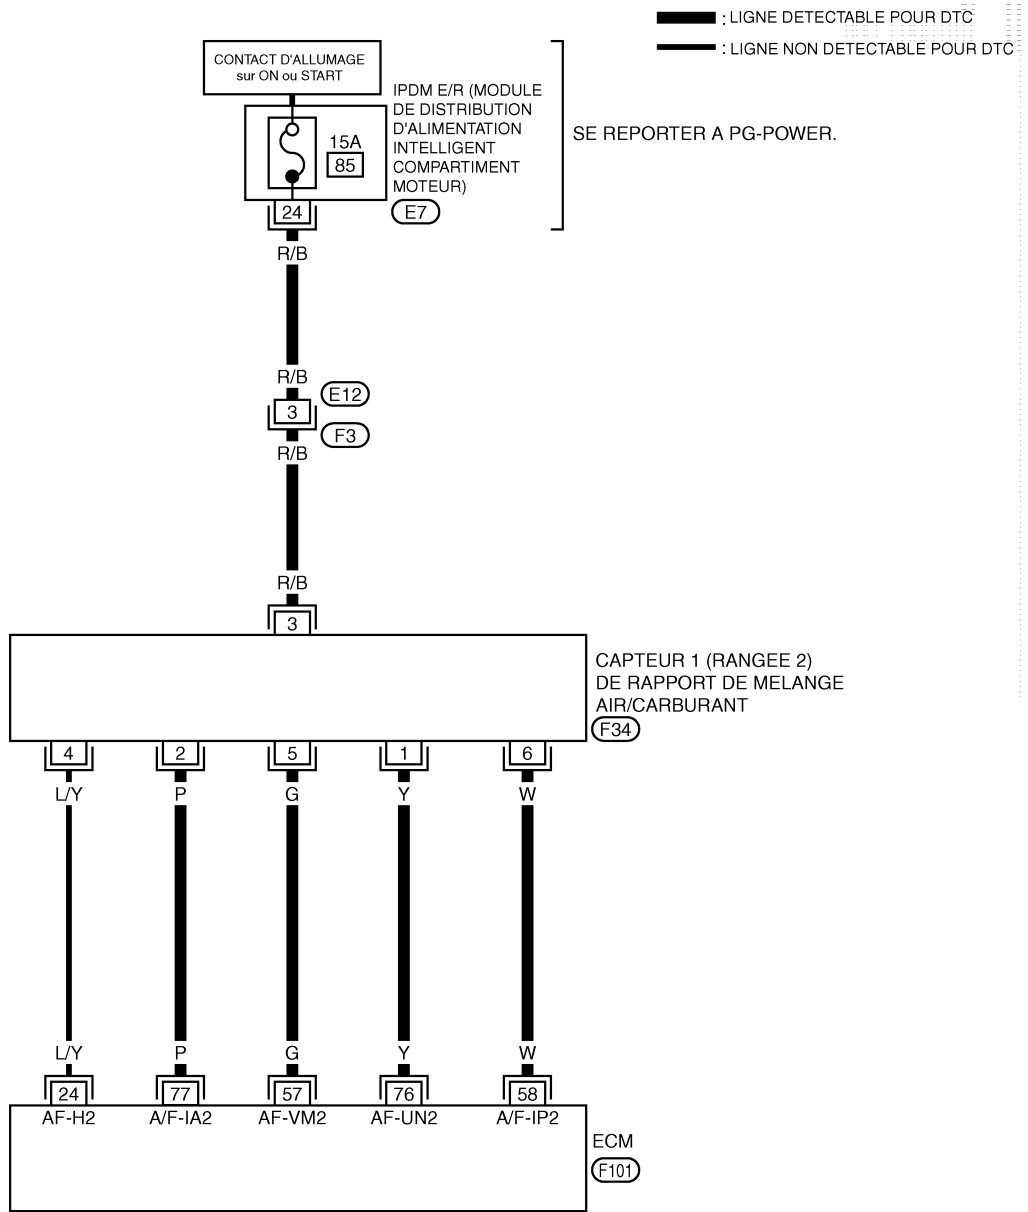 : LIGNE DETECTABLE POUR DTC
: LIGNE NON DETECTABLE POUR DTC
CONTACT D'ALLUMAGE
sur ON ou START
IPDM E/R (MODULE
DE DISTRIBUTION
D'ALIMENTATION
INTELLIGENT
COMPARTIMENT
MOTEUR)
E7
SE REPORTER A PG-POWER.
15A
85
24
R/B
R/B
E12
3
F3
R/B
R/B
3
CAPTEUR 1 (RANGEE 2)
DE RAPPORT DE MELANGE
AIR/CARBURANT
F34
4 2 5 1 6
L/Y P G Y W
L/Y P G Y W
24 77 57 76 58
AF-H2 A/F-IA2 AF-VM2 AF-UN2 A/F-IP2
ECM
F101